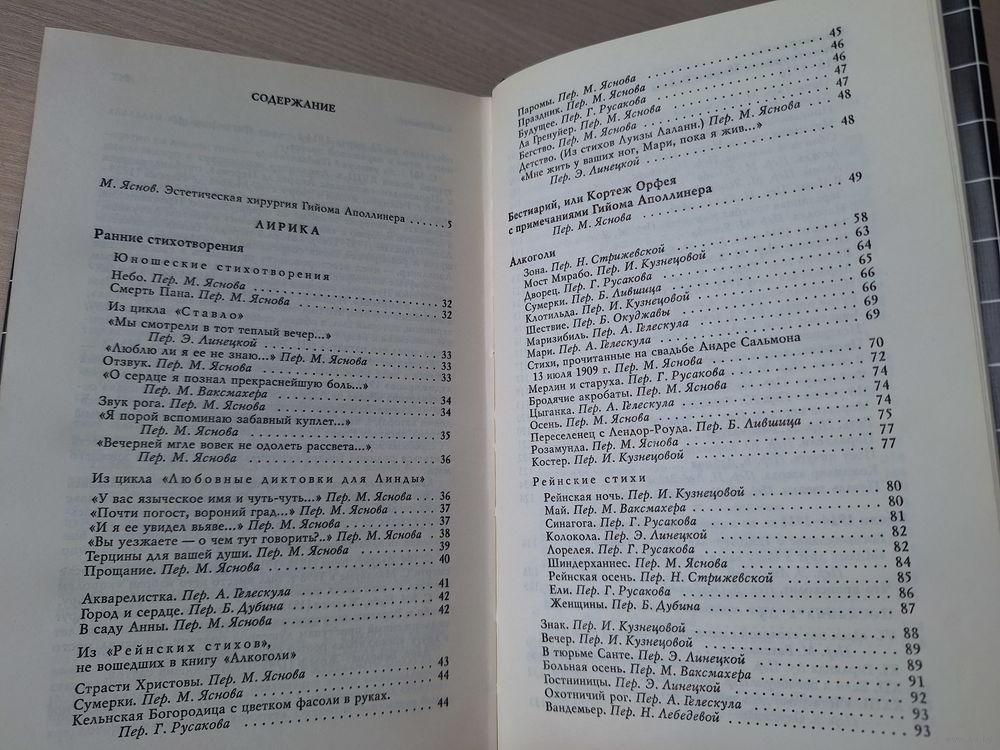 СОДЕРЖАНИЕ
М. Яснов. Эстетическая хирургия Гийома Аполлинера ...... 5
ЛИРИКА
Ранние стихотворения
Юношеские стихотворения
Небо. Пер. М. Яснова ...... 32
Смерть Пана. Пер. М. Яснова ...... 32
Из цикла «Ставло»
«Мы смотрели в тот теплый вечер...»
Пер. Э. Линецкой ...... 33
«Люблю ли я ее не знаю...» Пер. М. Яснова ...... 33
Отзвук. Пер. М. Яснова ...... 33
«О сердце я познал прекраснейшую боль...»
Пер. М. Ваксмахера ...... 34
Звук рога. Пер. М. Яснова ...... 34
«Я порой вспоминаю забавный куплет...»
Пер. М. Яснова ...... 35
«Вечерней мгле вовек не одолеть рассвета...»
Пер. М. Яснова ...... 36
Из цикла «Любовные диктовки для Линды»
«У вас языческое имя и чуть-чуть...» Пер. М. Яснова ... 36
«Почти погост, вороний град...» Пер. М. Яснова ...... 37
«И я ее увидел въяве...» Пер. М. Яснова ...... 37
«Вы уезжаете — о чем тут говорить?..» Пер. М. Яснова ... 38
Терцины для вашей души. Пер. М. Яснова ...... 39
Прощание. Пер. М. Яснова ...... 40
Акварелистка. Пер. А. Гелескула ...... 41
Город и сердце. Пер. Б. Дубина ...... 42
В саду Анны. Пер. М. Яснова ...... 42
Из «Рейнских стихов»,
не вошедших в книгу «Алкоголи»
Страсти Христовы. Пер. М. Яснова ...... 43
Сумерки. Пер. М. Яснова ...... 44
Кельнская Богородица с цветком фасоли в руках.
Пер. Г. Русакова ...... 44
Паромы. Пер. М. Яснова ...... 45
Праздник. Пер. М. Яснова ...... 46
Будущее. Пер. Г. Русакова ...... 46
Ла Гренуйер. Пер. М. Яснова ...... 47
Бегство. Пер. М. Яснова ...... 47
Детство. (Из стихов Луизы Лаланн.) Пер. М. Яснова ...... 48
«Мне жить у ваших ног, Мари, пока я жив...»
Пер. Э. Линецкой ...... 48
Бестиарий, или Кортеж Орфея
с примечаниями Гийома Аполлинера
Пер. М. Яснова ...... 49
Алкоголи
Зона. Пер. Н. Стрижевской ...... 58
Мост Мирабо. Пер. И. Кузнецовой ...... 63
Дворец. Пер. Г. Русакова ...... 64
Сумерки. Пер. Б. Лившица ...... 65
Клотильда. Пер. И. Кузнецовой ...... 66
Шествие. Пер. Б. Окуджавы ...... 66
Маризибиль. Пер. А. Гелескула ...... 69
Мари. Пер. А. Гелескула ...... 69
Стихи, прочитанные на свадьбе Андре Сальмона
13 июля 1909 г. Пер. М. Яснова ...... 70
Мерлин и старуха. Пер. Г. Русакова ...... 72
Бродячие акробаты. Пер. М. Яснова ...... 74
Цыганка. Пер. А. Гелескула ...... 74
Осень. Пер. М. Яснова ...... 74
Переселенец с Лендор-Роуда. Пер. Б. Лившица ...... 75
Розамунда. Пер. М. Яснова ...... 77
Костер. Пер. И. Кузнецовой ...... 77
Рейнские стихи
Рейнская ночь. Пер. И. Кузнецовой ...... 80
Май. Пер. М. Ваксмахера ...... 80
Синагога. Пер. Г. Русакова ...... 81
Колокола. Пер. Э. Линецкой ...... 82
Лорелея. Пер. Г. Русакова ...... 82
Шиндерханнес. Пер. М. Яснова ...... 84
Рейнская осень. Пер. Н. Стрижевской ...... 85
Ели. Пер. Г. Русакова ...... 86
Женщины. Пер. Б. Дубина ...... 87
Знак. Пер. И. Кузнецовой ...... 88
Вечер. Пер. И. Кузнецовой ...... 89
В тюрьме Санте. Пер. Э. Линецкой ...... 89
Больная осень. Пер. М. Ваксмахера ...... 91
Гостиницы. Пер. Э. Линецкой ...... 92
Охотничий рог. Пер. А. Гелескула ...... 93
Вандемьер. Пер. Н. Лебедевой ...... 93